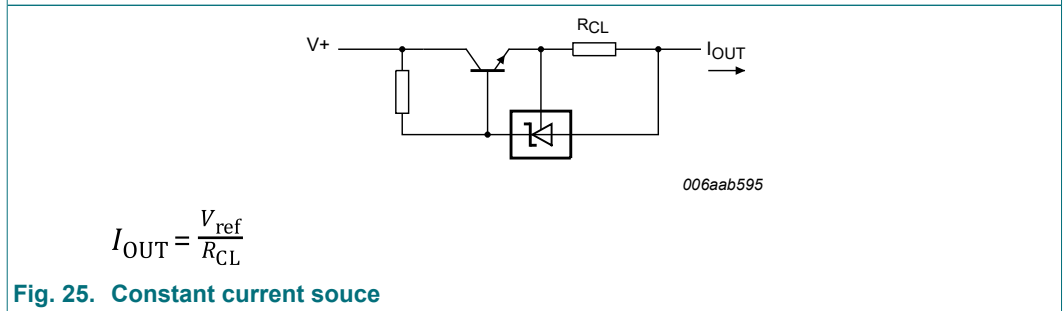 V+
RCL
IOUT
006aab595
IOUT = Vref / RCL
Fig. 25. Constant current souce